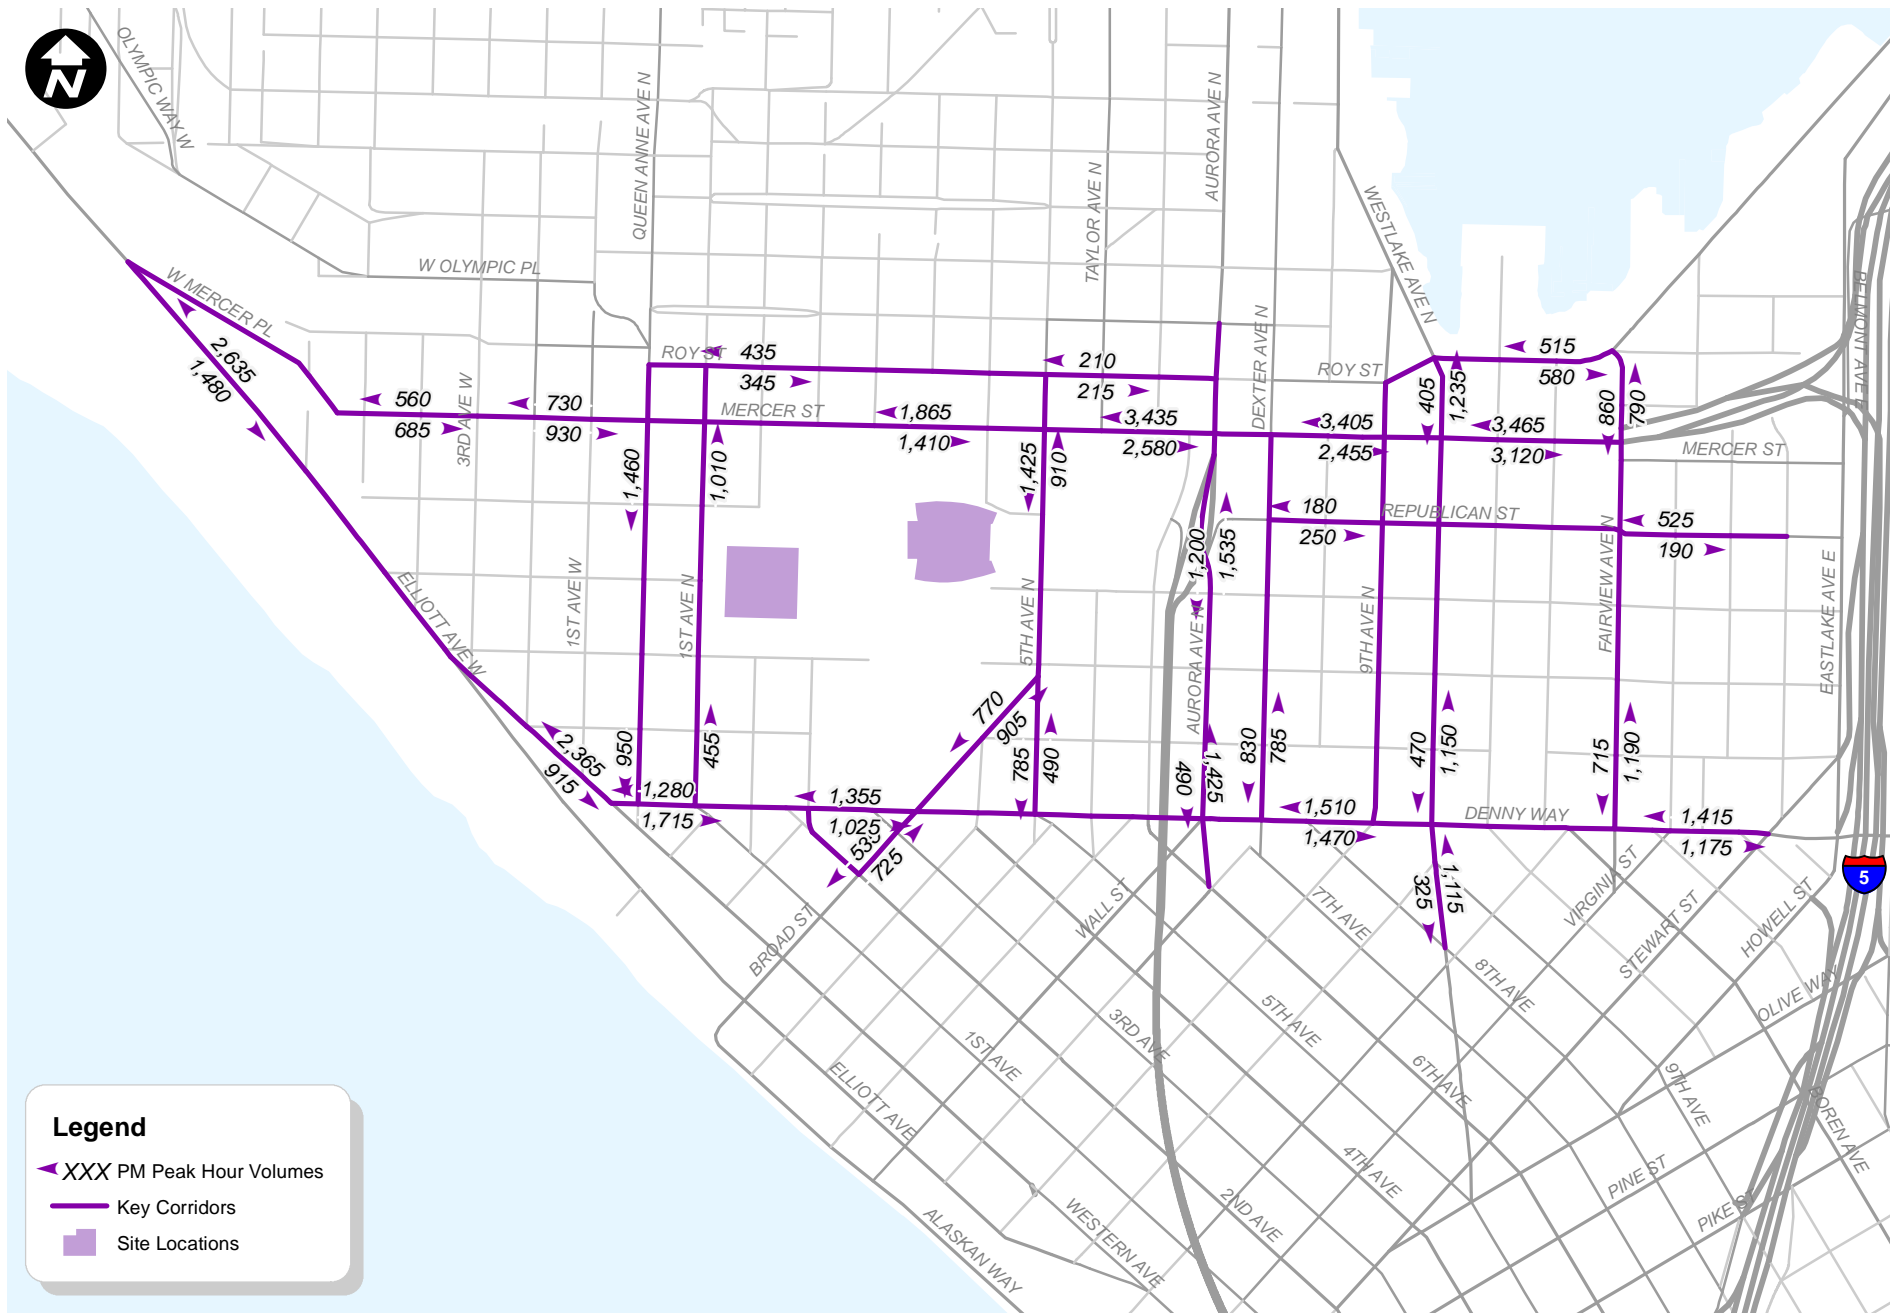 N
OLYMPIC WAY W
QUEEN ANNE AVE N
TAYLOR AVE N
AURORA AVE N
WESTLAKE AVE N
DEXTER AVE N
BELMONT AVE E
W OLYMPIC PL
W MERCER PL
3RD AVE W
ROY ST
435
345
210
215
ROY ST
515
580
405
1,235
860
790
2,635
1,480
560
685
730
930
MERCER ST
1,865
1,410
3,435
2,580
3,405
2,455
3,465
3,120
MERCER ST
1,460
1,010
1,425
910
180
250
REPUBLICAN ST
525
190
1,200
1,535
ELLIOTT AVE W
1ST AVE W
1ST AVE N
5TH AVE N
AURORA AVE N
9TH AVE N
FAIRVIEW AVE N
EASTLAKE AVE E
2,365
915
950
455
770
905
785
490
490
1,425
830
785
470
1,150
715
1,190
1,280
1,715
1,355
1,025
535
725
1,510
1,470
DENNY WAY
1,415
1,175
325
1,115
5
BROAD ST
WALL ST
7TH AVE
8TH AVE
VIRGINIA ST
STEWART ST
HOWELL ST
OLIVE WAY
1ST AVE
3RD AVE
5TH AVE
6TH AVE
9TH AVE
BOREN AVE
ELLIOTT AVE
4TH AVE
2ND AVE
PINE ST
PIKE ST
WESTERN AVE
ALASKAN WAY
Legend
XXX PM Peak Hour Volumes
Key Corridors
Site Locations